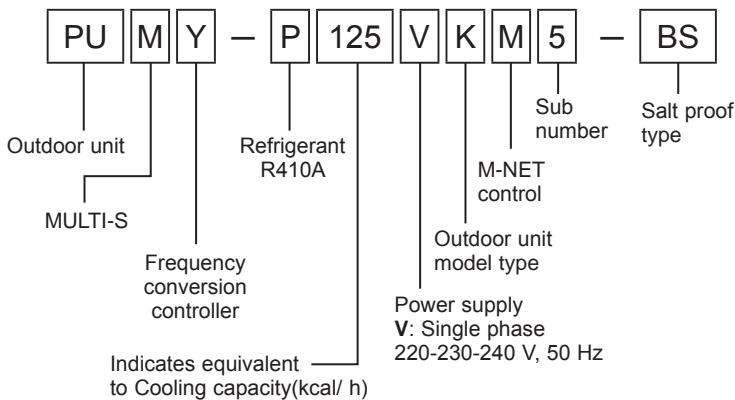 PU M Y – P 125 V K M 5 – BS
Outdoor unit
MULTI-S
Frequency
conversion
controller
Refrigerant
R410A
Indicates equivalent
to Cooling capacity(kcal/ h)
Power supply
V: Single phase
220-230-240 V, 50 Hz
Outdoor unit
model type
M-NET
control
Sub
number
Salt proof
type